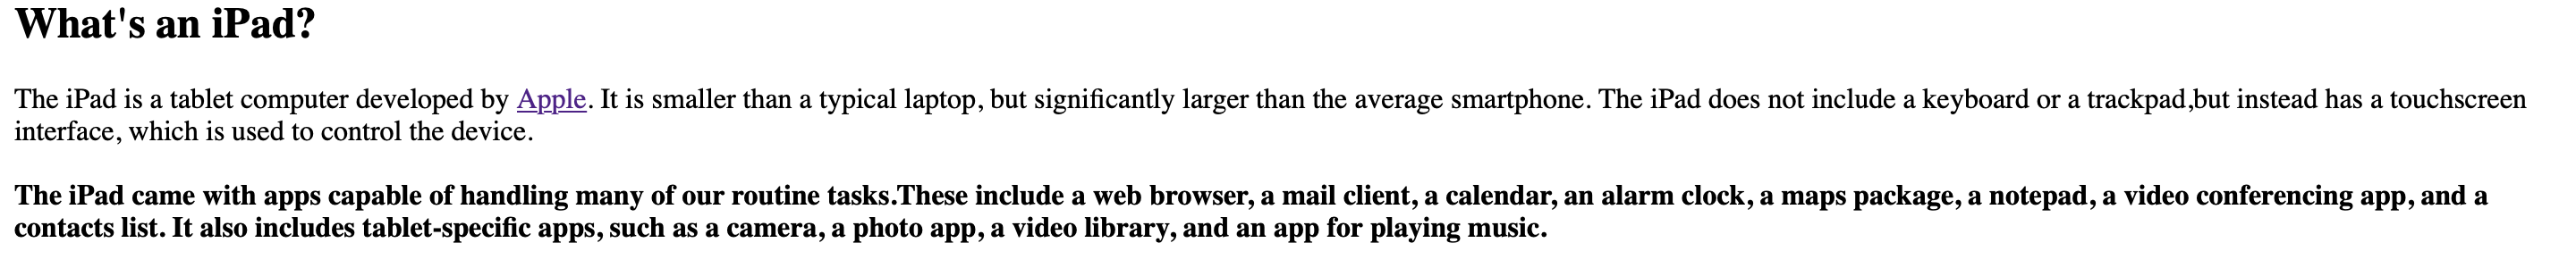 What's an iPad?
The iPad is a tablet computer developed by Apple. It is smaller than a typical laptop, but significantly larger than the average smartphone. The iPad does not include a keyboard or a trackpad,but instead has a touchscreen
interface, which is used to control the device.
The iPad came with apps capable of handling many of our routine tasks.These include a web browser, a mail client, a calendar, an alarm clock, a maps package, a notepad, a video conferencing app, and a
contacts list. It also includes tablet-specific apps, such as a camera, a photo app, a video library, and an app for playing music.